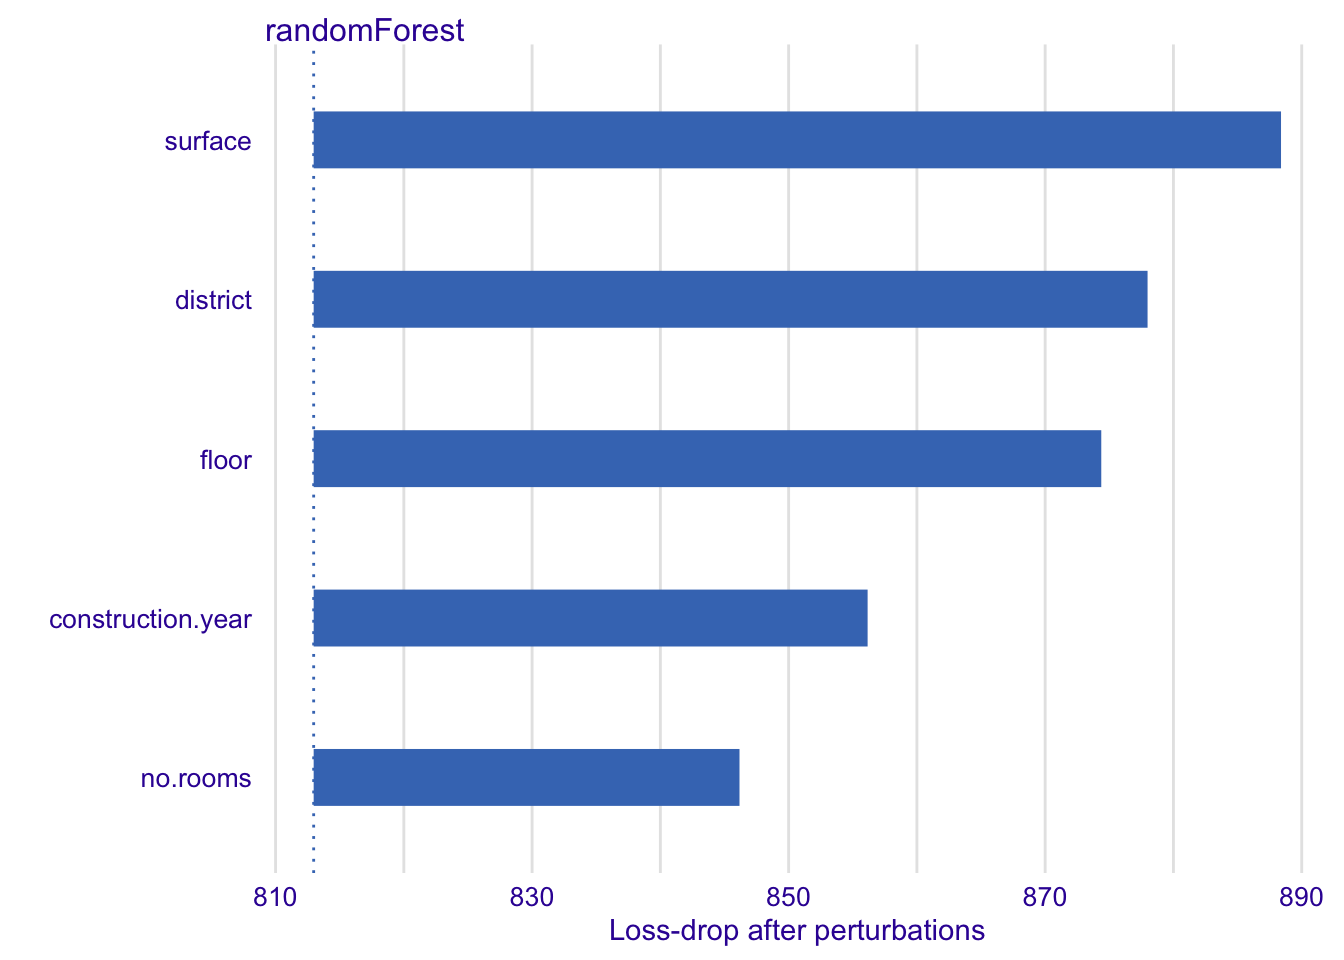 randomForest
surface
district
floor
construction.year
no.rooms
810 830 850 870 890
Loss-drop after perturbations